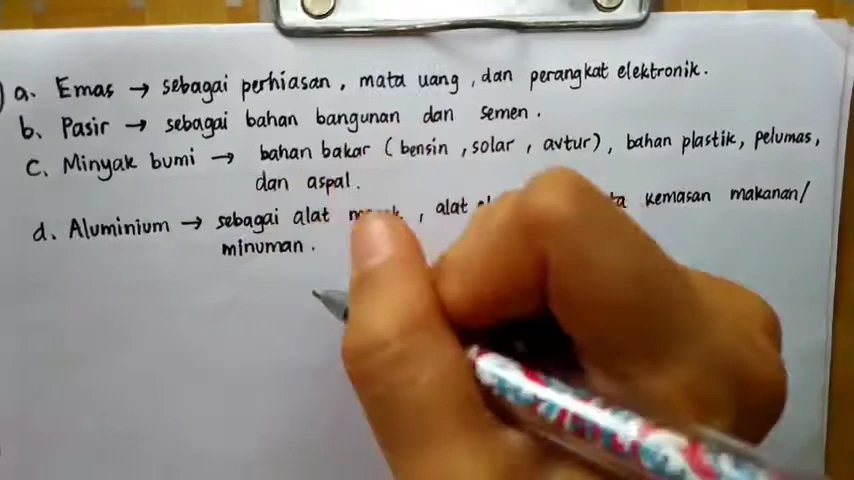 a. Emas → sebagai perhiasan, mata uang, dan perangkat elektronik.
b. Pasir → sebagai bahan bangunan dan semen.
c. Minyak bumi → bahan bakar (bensin, solar, avtur), bahan plastik, pelumas,
dan aspal.
d. Aluminium → sebagai alat , alat kemasan makanan/
minuman.